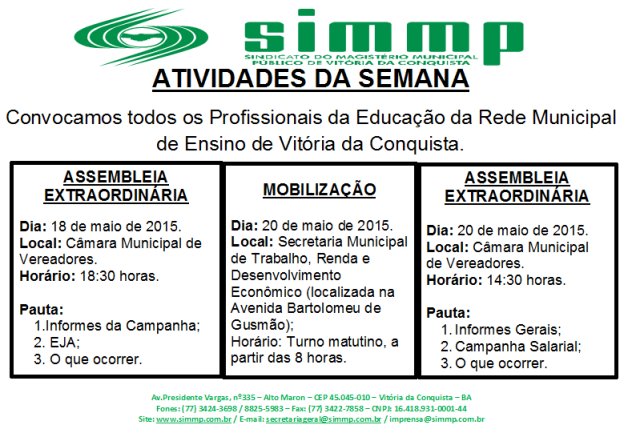 simmp
SINDICATO DO MAGISTÉRIO MUNICIPAL
PÚBLICO DE VITÓRIA DA CONQUISTA
ATIVIDADES DA SEMANA
Convocamos todos os Profissionais da Educação da Rede Municipal
de Ensino de Vitória da Conquista.
ASSEMBLEIA
EXTRAORDINÁRIA
Dia: 18 de maio de 2015.
Local: Câmara Municipal de
Vereadores.
Horário: 18:30 horas.
Pauta:
1.Informes da Campanha;
2. EJA;
3. O que ocorrer.
MOBILIZAÇÃO
Dia: 20 de maio de 2015.
Local: Secretaria Municipal
de Trabalho, Renda e
Desenvolvimento
Econômico (localizada na
Avenida Bartolomeu de
Gusmão);
Horário: Turno matutino, a
partir das 8 horas.
ASSEMBLEIA
EXTRAORDINÁRIA
Dia: 20 de maio de 2015.
Local: Câmara Municipal
de Vereadores.
Horário: 14:30 horas.
Pauta:
1. Informes Gerais;
2. Campanha Salarial;
3. O que ocorrer.
Av.Presidente Vargas, nº335 – Alto Maron – CEP 45.045-010 – Vitória da Conquista – BA
Fones: (77) 3424-3698 / 8825-5983 – Fax: (77) 3422-7858 – CNPJ: 16.418.931-0001-44
Site: www.simmp.com.br / E-mail: secretariageral@simmp.com.br / imprensa@simmp.com.br